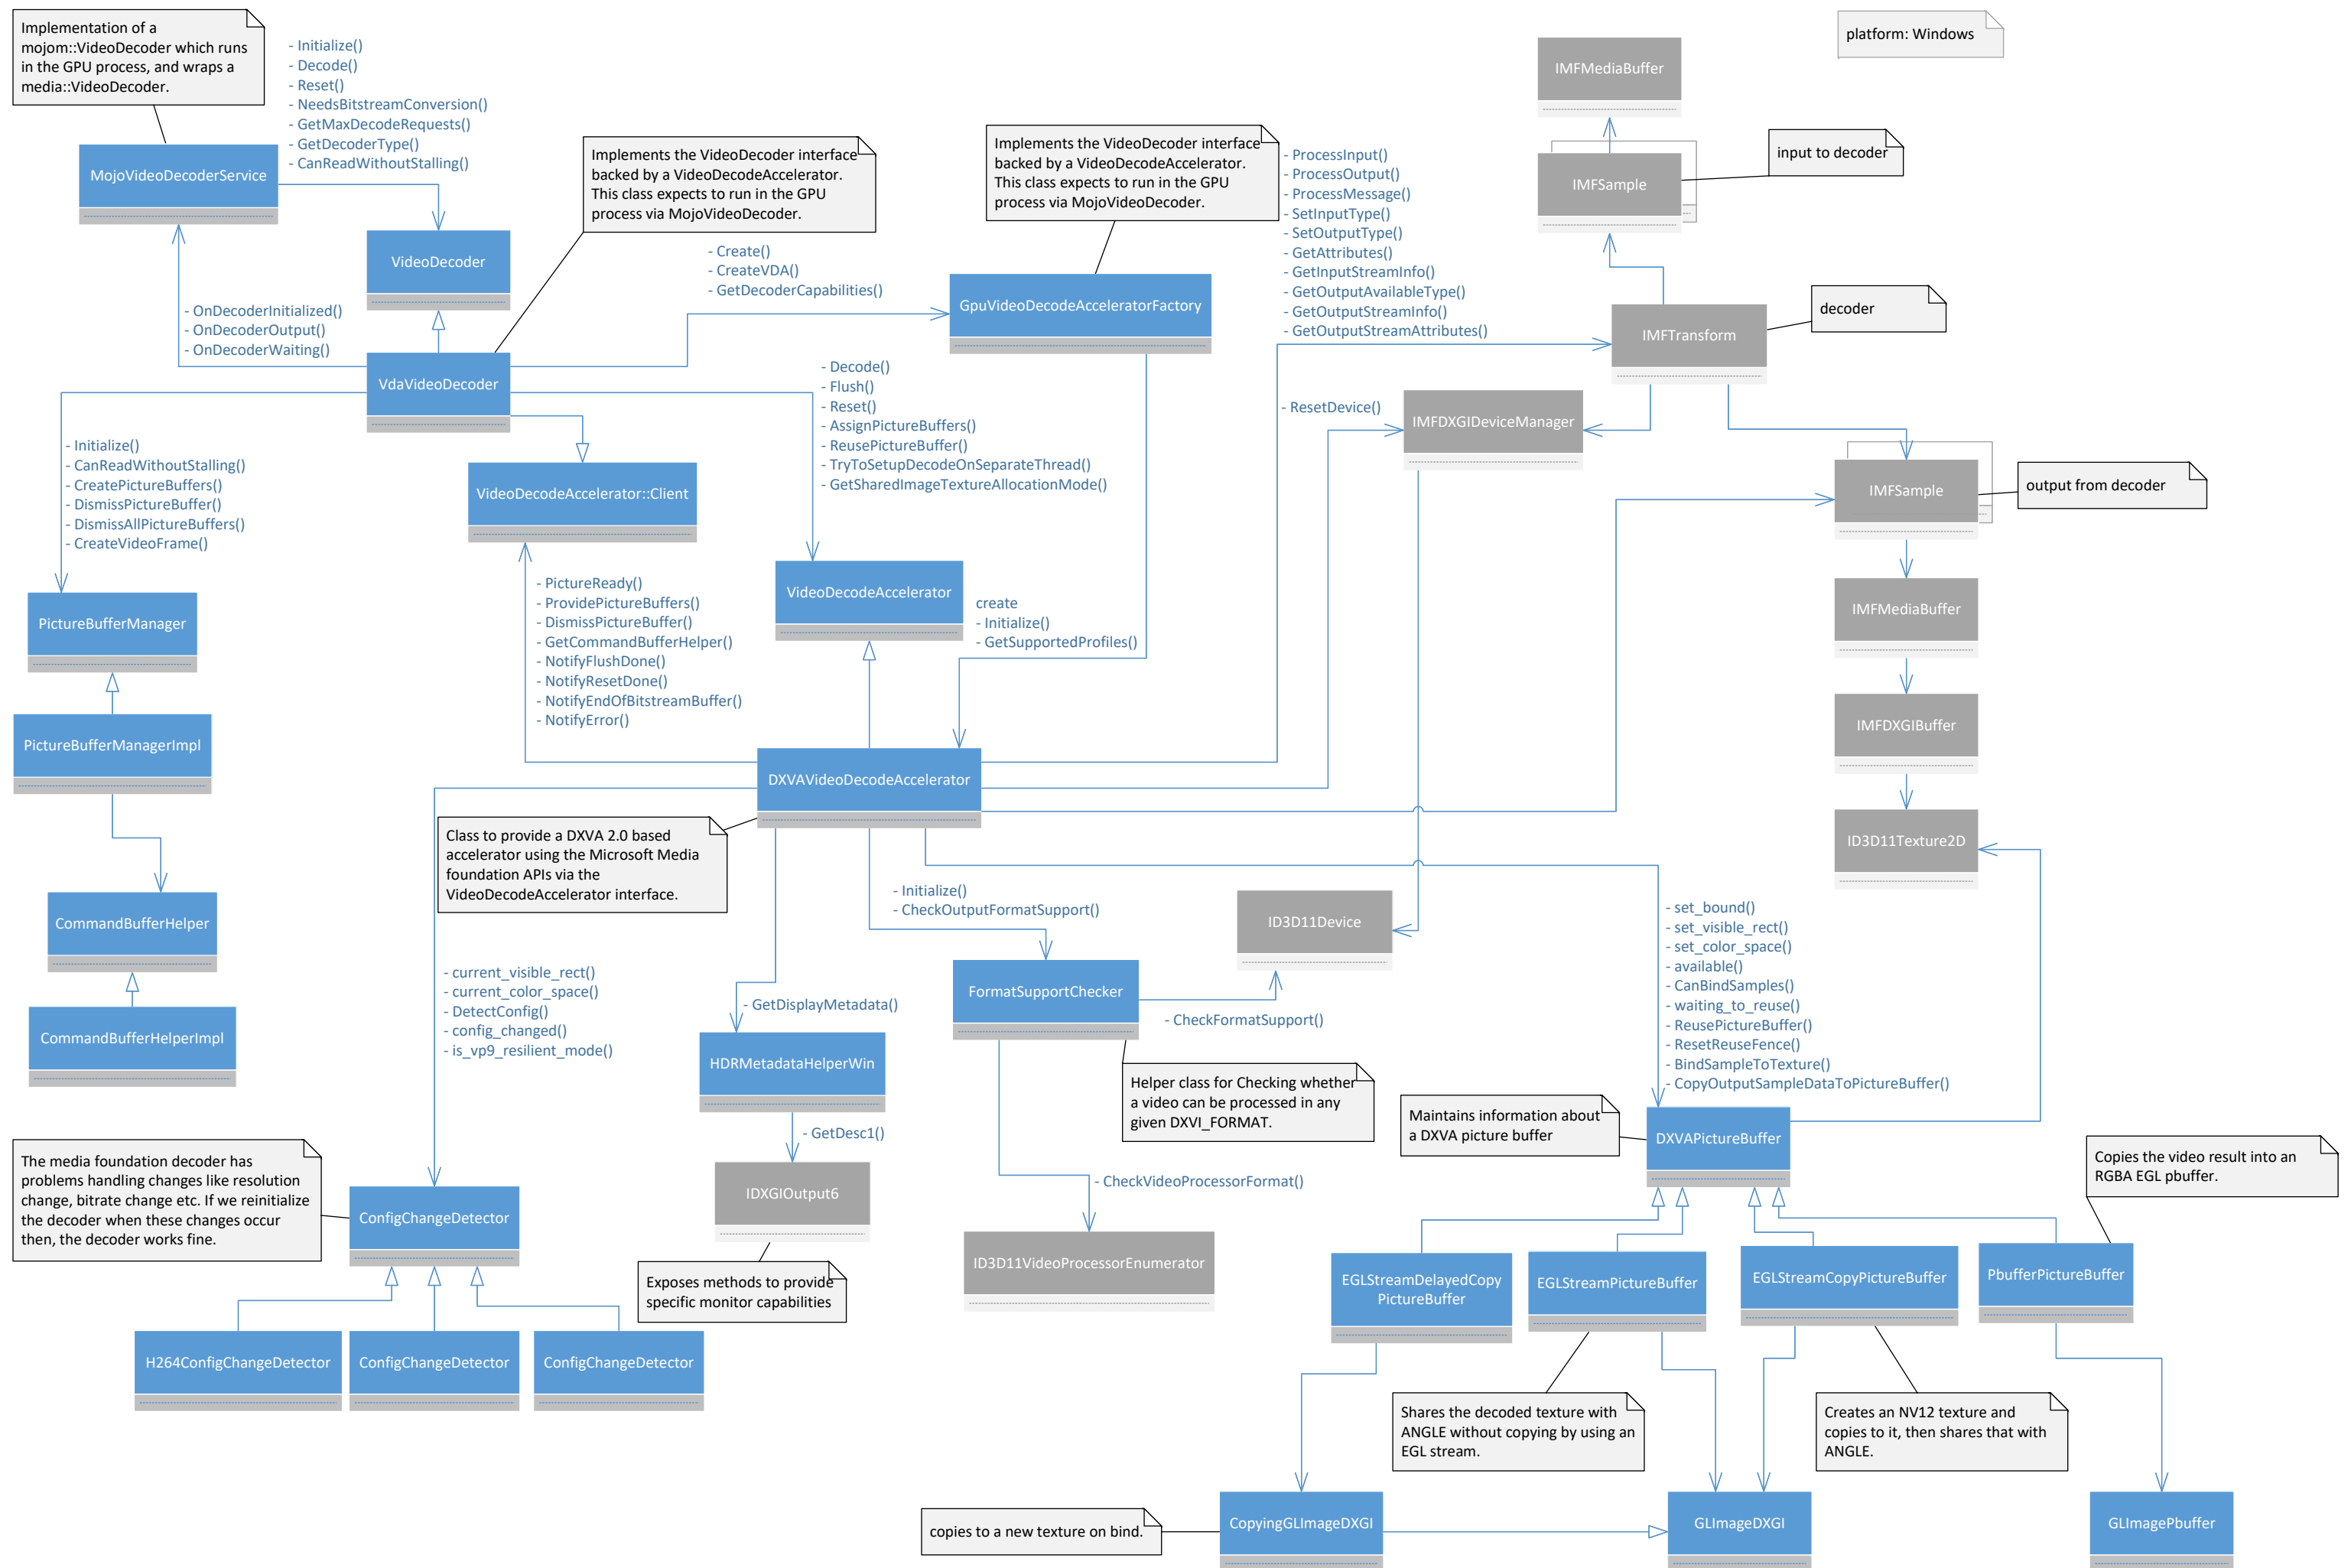 Implementation of a
mojom::VideoDecoder which runs
in the GPU process, and wraps a
media::VideoDecoder.
- Initialize()
- Decode()
- Reset()
- NeedsBitstreamConversion()
- GetMaxDecodeRequests()
- GetDecoderType()
- CanReadWithoutStalling()
platform: Windows
IMFMediaBuffer
MojoVideoDecoderService
Implements the VideoDecoder interface
backed by a VideoDecodeAccelerator.
This class expects to run in the GPU
process via MojoVideoDecoder.
Implements the VideoDecoder interface
backed by a VideoDecodeAccelerator.
This class expects to run in the GPU
process via MojoVideoDecoder.
- ProcessInput()
- ProcessOutput()
- ProcessMessage()
- SetInputType()
- SetOutputType()
- GetAttributes()
- GetInputStreamInfo()
- GetOutputAvailableType()
- GetOutputStreamInfo()
- GetOutputStreamAttributes()
IMFSample
input to decoder
VideoDecoder
- Create()
- CreateVDA()
- GetDecoderCapabilities()
GpuVideoDecodeAcceleratorFactory
- OnDecoderInitialized()
- OnDecoderOutput()
- OnDecoderWaiting()
decoder
IMFTransform
VdaVideoDecoder
- Decode()
- Flush()
- Reset()
- AssignPictureBuffers()
- ReusePictureBuffer()
- TryToSetupDecodeOnSeparateThread()
- GetSharedImageTextureAllocationMode()
- ResetDevice()
IMFDXGIDeviceManager
- Initialize()
- CanReadWithoutStalling()
- CreatePictureBuffers()
- DismissPictureBuffer()
- DismissAllPictureBuffers()
- CreateVideoFrame()
VideoDecodeAccelerator::Client
IMFSample
output from decoder
- PictureReady()
- ProvidePictureBuffers()
- DismissPictureBuffer()
- GetCommandBufferHelper()
- NotifyFlushDone()
- NotifyResetDone()
- NotifyEndOfBitstreamBuffer()
- NotifyError()
VideoDecodeAccelerator
create
- Initialize()
- GetSupportedProfiles()
IMFMediaBuffer
PictureBufferManager
PictureBufferManagerImpl
IMFDXGIBuffer
DXVAVideoDecodeAccelerator
Class to provide a DXVA 2.0 based
accelerator using the Microsoft Media
foundation APIs via the
VideoDecodeAccelerator interface.
ID3D11Texture2D
- Initialize()
- CheckOutputFormatSupport()
CommandBufferHelper
ID3D11Device
- set_bound()
- set_visible_rect()
- set_color_space()
- available()
- CanBindSamples()
- waiting_to_reuse()
- ReusePictureBuffer()
- ResetReuseFence()
- BindSampleToTexture()
- CopyOutputSampleDataToPictureBuffer()
- current_visible_rect()
- current_color_space()
- DetectConfig()
- config_changed()
- is_vp9_resilient_mode()
- GetDisplayMetadata()
FormatSupportChecker
- CheckFormatSupport()
CommandBufferHelperImpl
HDRMetadataHelperWin
Helper class for Checking whether
a video can be processed in any
given DXVI_FORMAT.
Maintains information about
a DXVA picture buffer
DXVAPictureBuffer
- GetDesc1()
Copies the video result into an
RGBA EGL pbuffer.
The media foundation decoder has
problems handling changes like resolution
change, bitrate change etc. If we reinitialize
the decoder when these changes occur
then, the decoder works fine.
ConfigChangeDetector
IDXGIOutput6
- CheckVideoProcessorFormat()
ID3D11VideoProcessorEnumerator
Exposes methods to provide
specific monitor capabilities
EGLStreamDelayedCopy
PictureBuffer
EGLStreamPictureBuffer
EGLStreamCopyPictureBuffer
PbufferPictureBuffer
H264ConfigChangeDetector
ConfigChangeDetector
ConfigChangeDetector
Shares the decoded texture with
ANGLE without copying by using an
EGL stream.
Creates an NV12 texture and
copies to it, then shares that with
ANGLE.
copies to a new texture on bind.
CopyingGLImageDXGI
GLImageDXGI
GLImagePbuffer